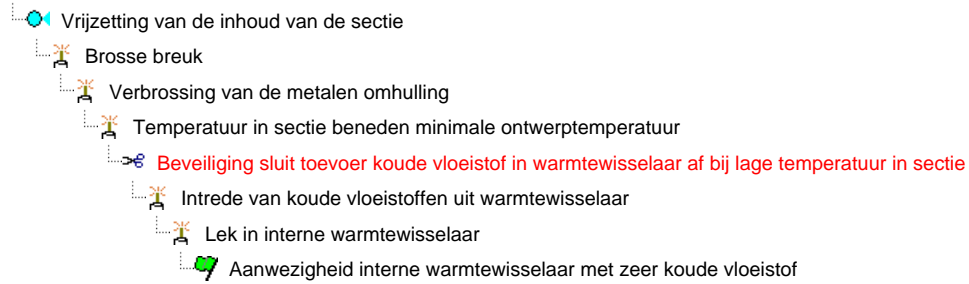 Vrijzetting van de inhoud van de sectie
Brosse breuk
Verbrossing van de metalen omhulling
Temperatuur in sectie beneden minimale ontwerptemperatuur
Beveiliging sluit toevoer koude vloeistof in warmtewisselaar af bij lage temperatuur in sectie
Intrede van koude vloeistoffen uit warmtewisselaar
Lek in interne warmtewisselaar
Aanwezigheid interne warmtewisselaar met zeer koude vloeistof